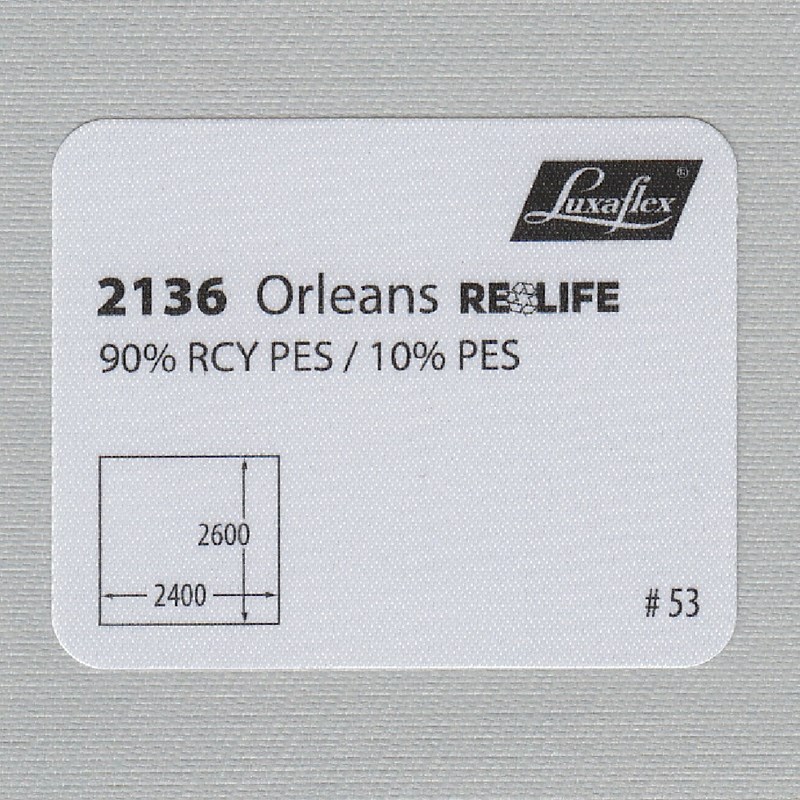 Luxaflex®
2136 Orleans RE LIFE
90% RCY PES / 10% PES
2600
2400
# 53